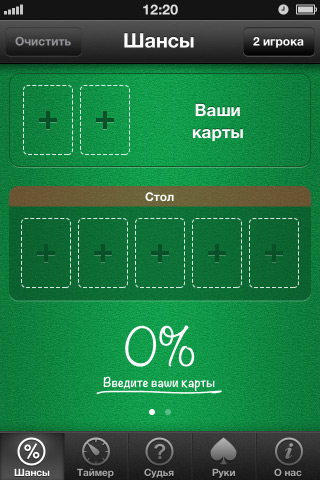 12:20
Очистить
Шансы
2 игрока
Ваши
карты
Стол
0%
Введите ваши карты
%
Шансы
Таймер
?
Судья
Руки
i
О нас